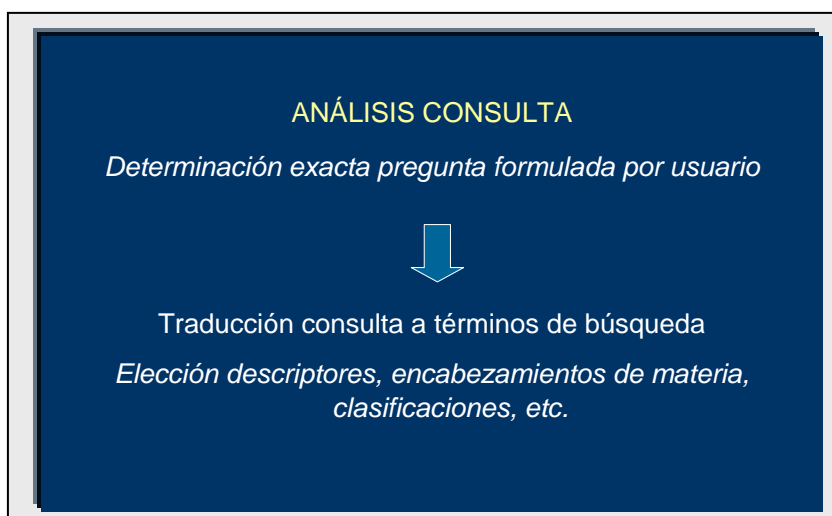 ANÁLISIS CONSULTA
Determinación exacta pregunta formulada por usuario
Traducción consulta a términos de búsqueda
Elección descriptores, encabezamientos de materia,
clasificaciones, etc.